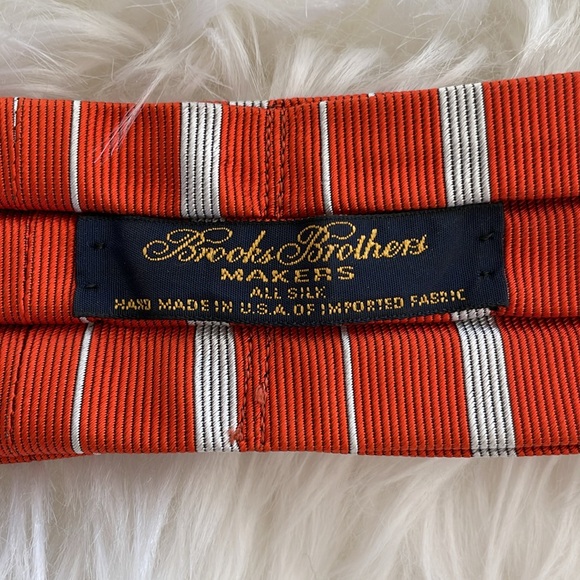 Brooks Brothers
MAKERS
ALL SILK
HAND MADE IN U.S.A. OF IMPORTED FABRIC